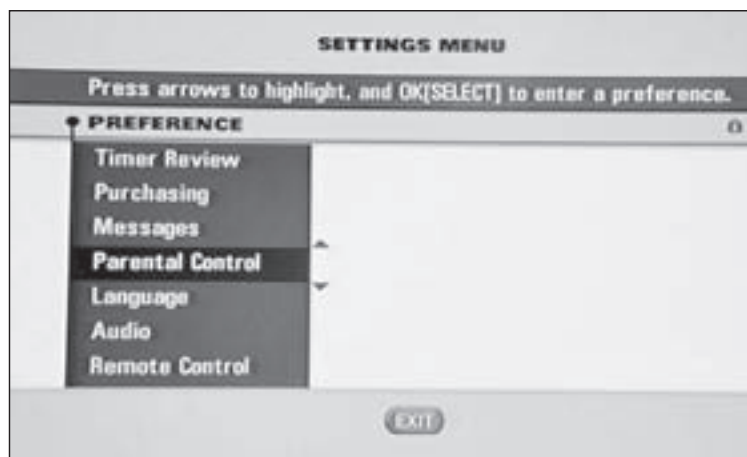 SETTINGS MENU
Press arrows to highlight, and OK[SELECT] to enter a preference.
PREFERENCE
Timer Review
Purchasing
Messages
Parental Control
Language
Audio
Remote Control
EXIT